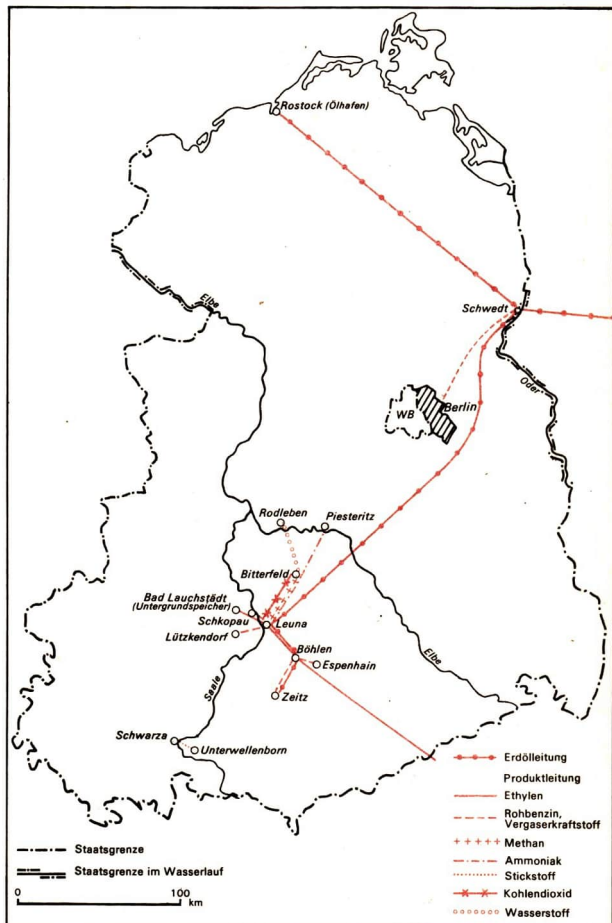 Rostock (Ölhafen)
Elbe
Schwedt
Oder
WB
Berlin
Rodleben
Piesteritz
Bitterfeld
Bad Lauchstädt
(Untergrundspeicher)
Schkopau
Leuna
Lützkendorf
Böhlen
Espenhain
Elbe
Saale
Zeitz
Schwarza
Unterwellenborn
Erdölleitung
Produktleitung
Ethylen
Rohbenzin,
Vergaserkraftstoff
Methan
Ammoniak
Stickstoff
Kohlendioxid
Wasserstoff
Staatsgrenze
Staatsgrenze im Wasserlauf
0
100
km